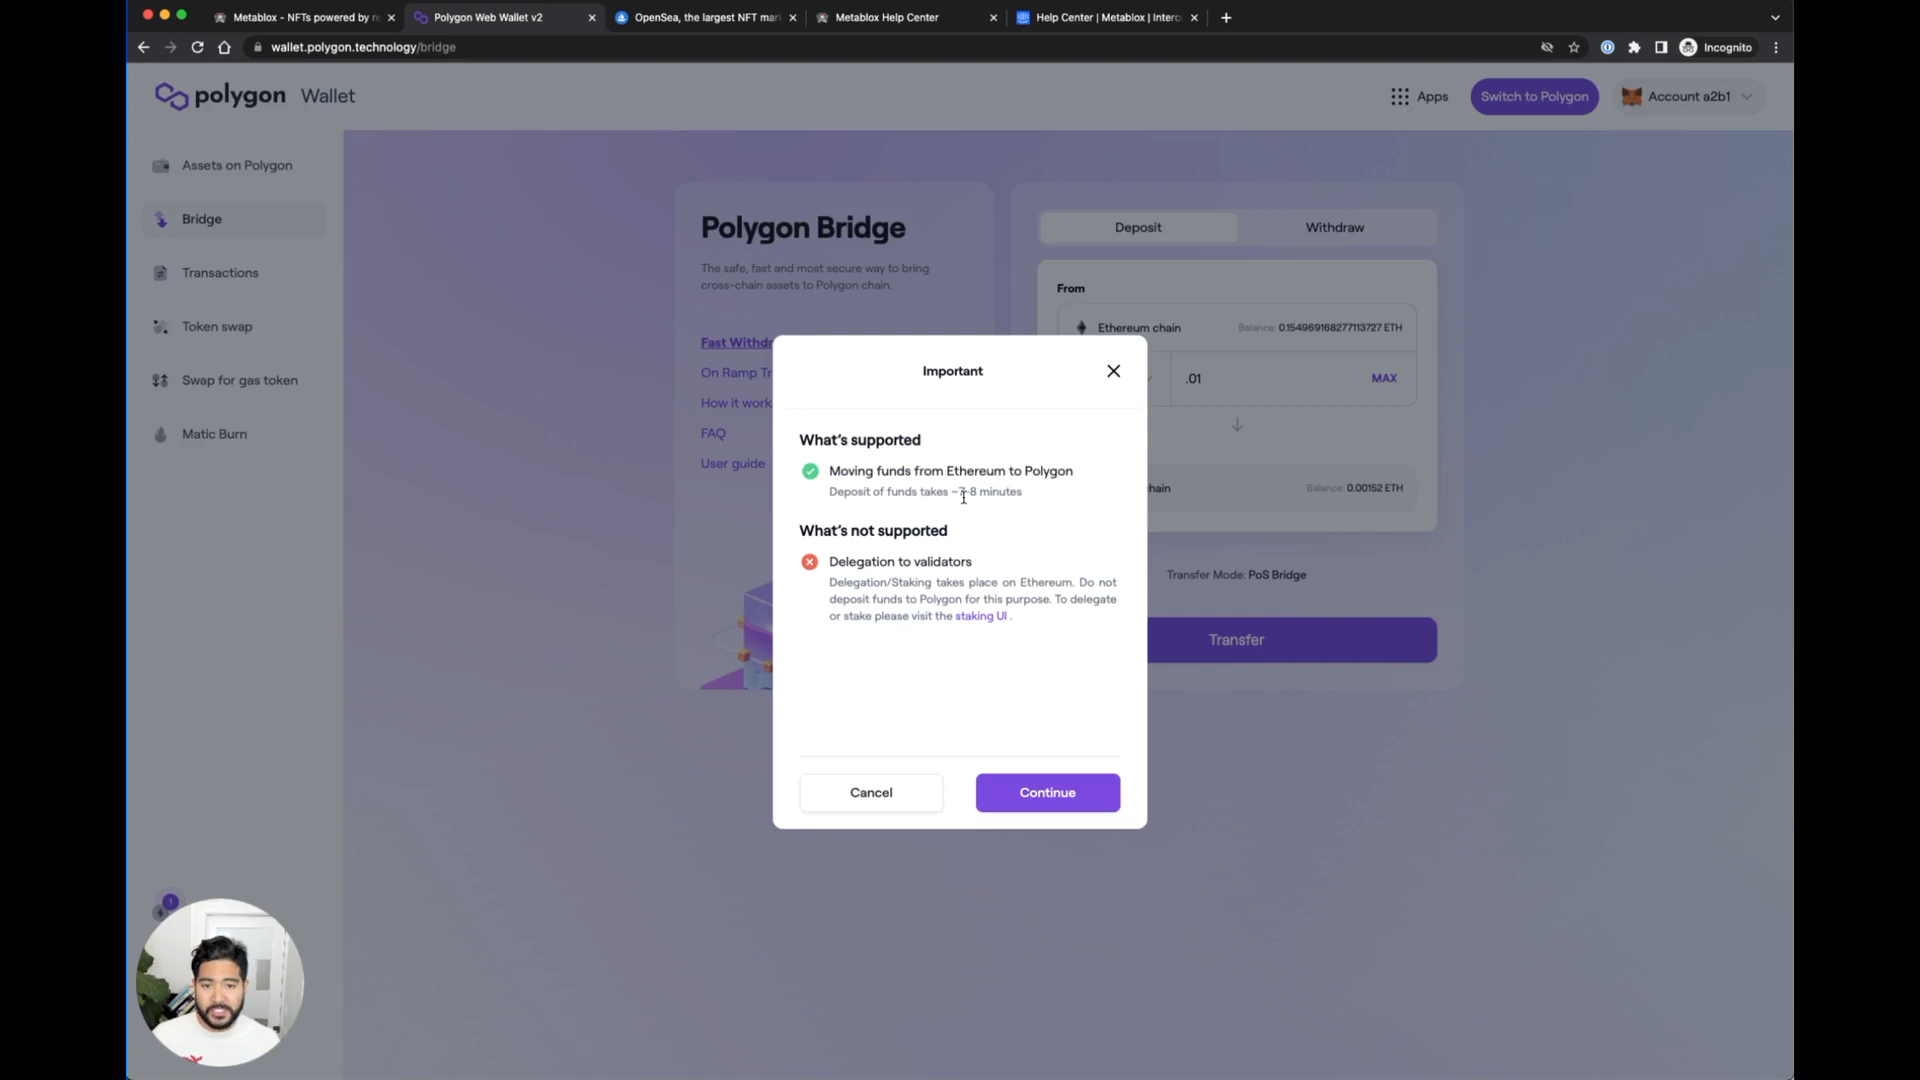 Metablox - NFTs powered by re
Polygon Web Wallet v2
OpenSea, the largest NFT mar
Metablox Help Center
Help Center | Metablox | Interc
wallet.polygon.technology/bridge
Incognito
polygon Wallet
Apps
Switch to Polygon
Account a2b1
Assets on Polygon
Bridge
Transactions
Token swap
Swap for gas token
Matic Burn
1
Polygon Bridge
The safe, fast and most secure way to bring
cross-chain assets to Polygon chain.
Fast Withdr
On Ramp Tr
How it work
FAQ
User guide
Deposit
Withdraw
From
Ethereum chain
Balance: 0.154969168277113727 ETH
.01
MAX
hain
Balance: 0.00152 ETH
Transfer Mode: PoS Bridge
Transfer
Important
What's supported
Moving funds from Ethereum to Polygon
Deposit of funds takes ~7-8 minutes
What's not supported
Delegation to validators
Delegation/Staking takes place on Ethereum. Do not
deposit funds to Polygon for this purpose. To delegate
or stake please visit the staking UI .
Cancel
Continue